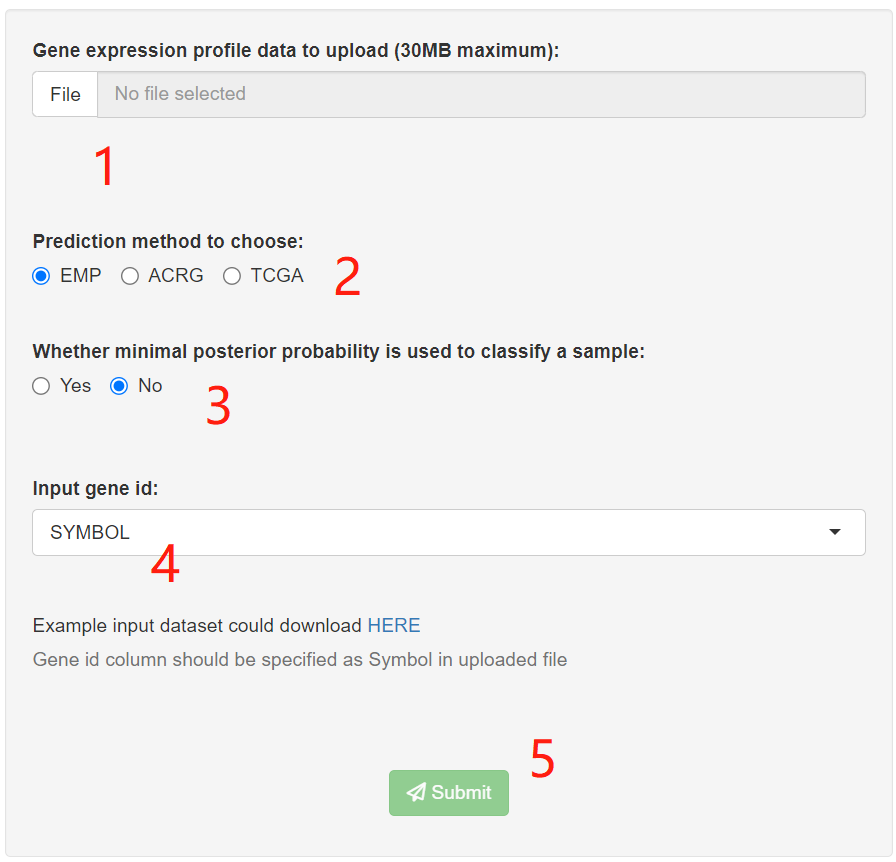 Gene expression profile data to upload (30MB maximum):
File No file selected
1
Prediction method to choose:
EMP ACRG TCGA 2
Whether minimal posterior probability is used to classify a sample:
Yes No 3
Input gene id:
SYMBOL
4
Example input dataset could download HERE
Gene id column should be specified as Symbol in uploaded file
5
Submit